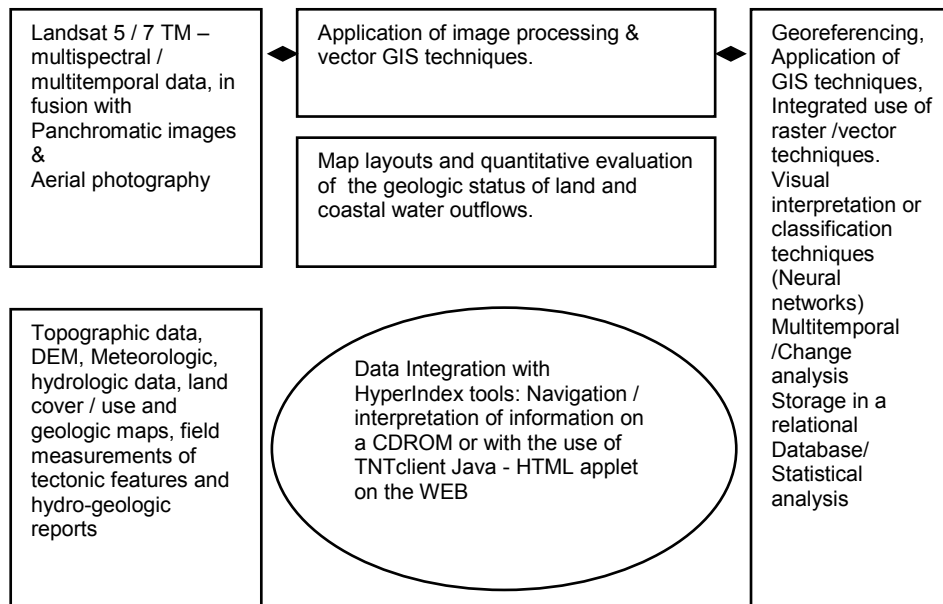 Landsat 5 / 7 TM –
multispectral /
multitemporal data, in
fusion with
Panchromatic images
&
Aerial photography
Application of image processing &
vector GIS techniques.
Map layouts and quantitative evaluation
of the geologic status of land and
coastal water outflows.
Georeferencing,
Application of
GIS techniques,
Integrated use of
raster /vector
techniques.
Visual
interpretation or
classification
techniques
(Neural
networks)
Multitemporal
/Change
analysis
Storage in a
relational
Database/
Statistical
analysis
Topographic data,
DEM, Meteorologic,
hydrologic data, land
cover / use and
geologic maps, field
measurements of
tectonic features and
hydro-geologic
reports
Data Integration with
HyperIndex tools: Navigation /
interpretation of information on
a CDROM or with the use of
TNTclient Java - HTML applet
on the WEB